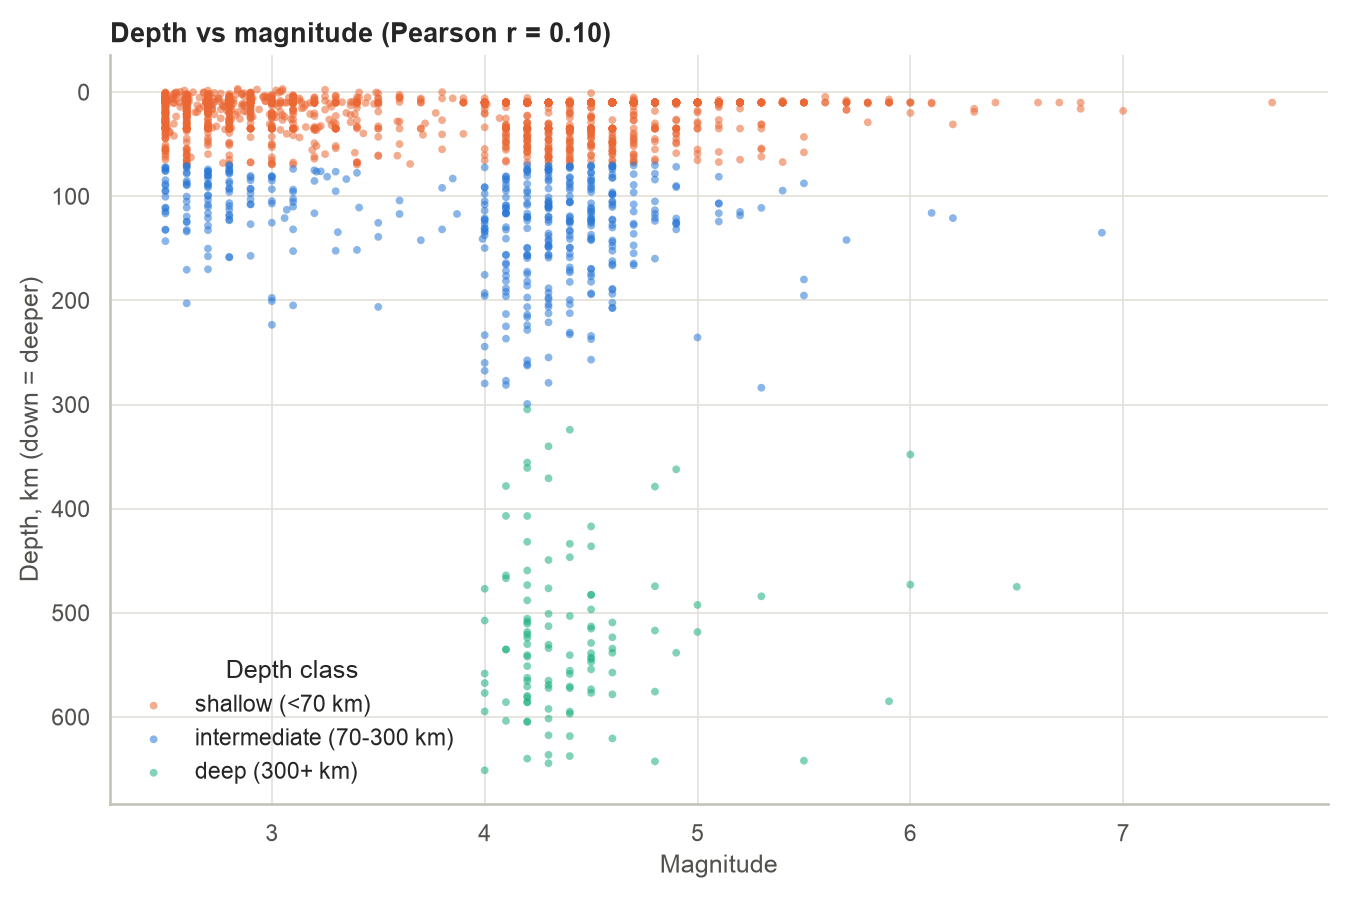 Depth vs magnitude (Pearson r = 0.10)
0
100
200
300
400
500
600
Depth, km (down = deeper)
Depth class
shallow (<70 km)
intermediate (70-300 km)
deep (300+ km)
3
4
5
6
7
Magnitude